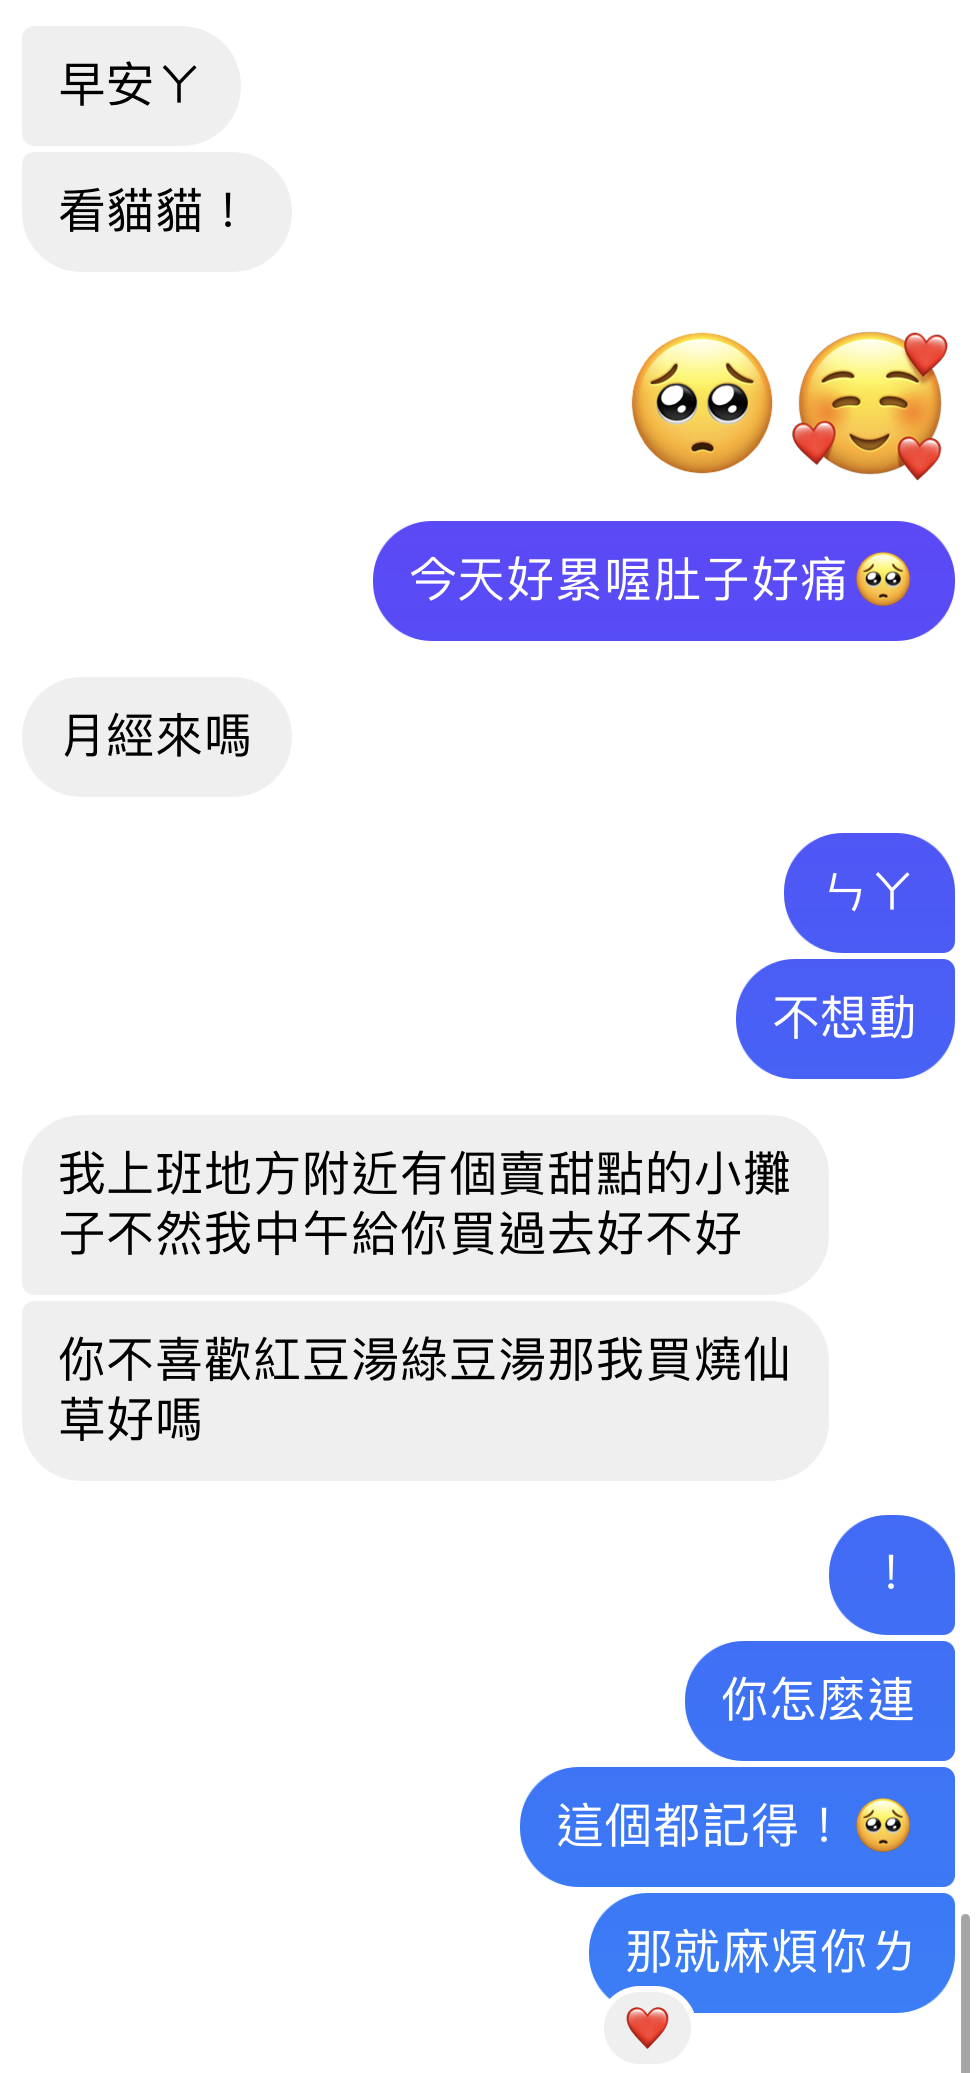 早安ㄚ
看貓貓！
🥺🥰
今天好累喔肚子好痛🥺
月經來嗎
ㄣㄚ
不想動
我上班地方附近有個賣甜點的小攤
子不然我中午給你買過去好不好
你不喜歡紅豆湯綠豆湯那我買燒仙
草好嗎
！
你怎麼連
這個都記得！🥺
那就麻煩你ㄌ
❤️